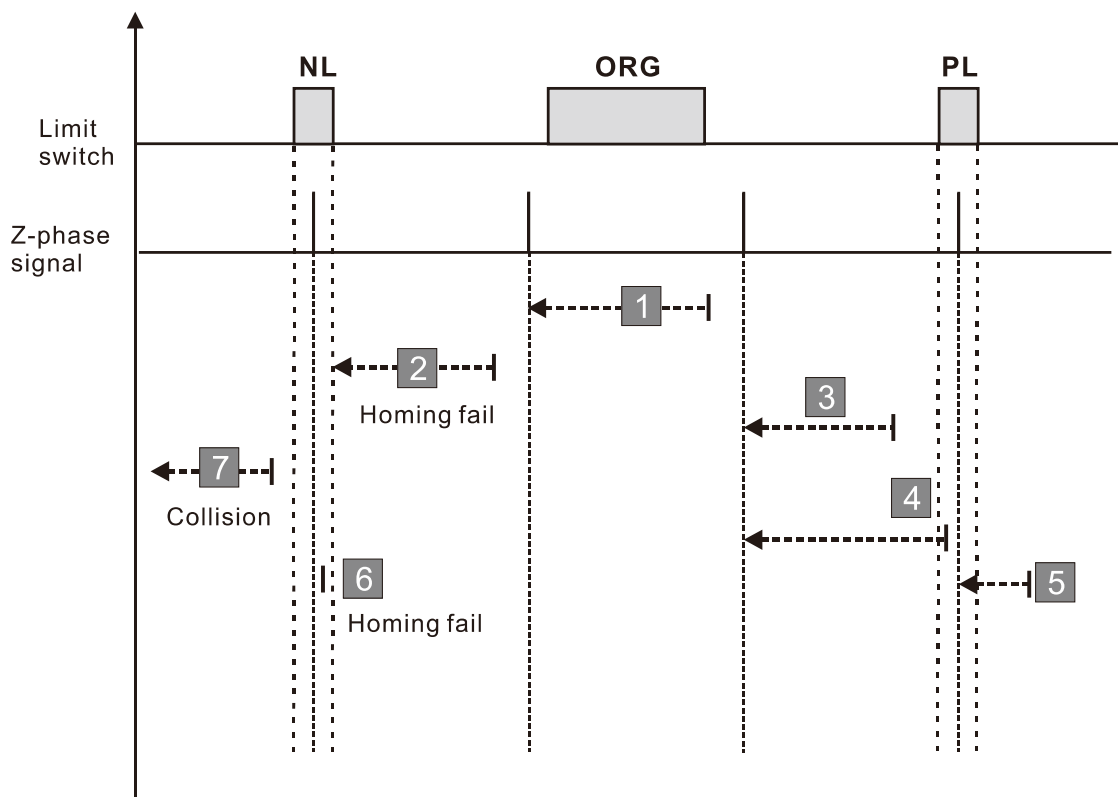 NL
ORG
PL
Limit
switch
Z-phase
signal
1
2
Homing fail
3
7
Collision
4
6
5
Homing fail